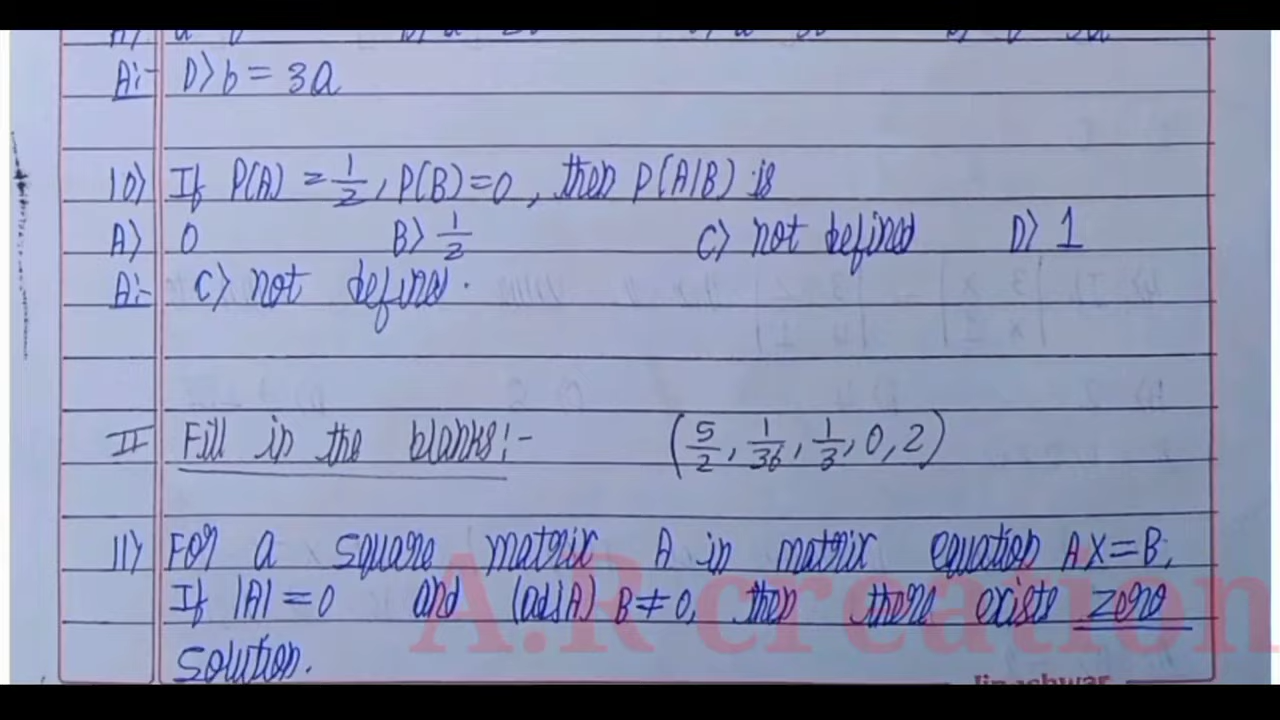 A:- D> b = 3a
10) If P(A) = 1/2, P(B) = 0, then P(A|B) is
A) 0 B> 1/2 C) not defined D) 1
A:- C) not defined.
II Fill in the blanks:- (5/2, 1/36, 1/3, 0, 2)
11) For a square matrix A in matrix equation AX = B,
If |A| = 0 and (adjA) B ≠ 0, then there exists zero
solution.
A.R creation